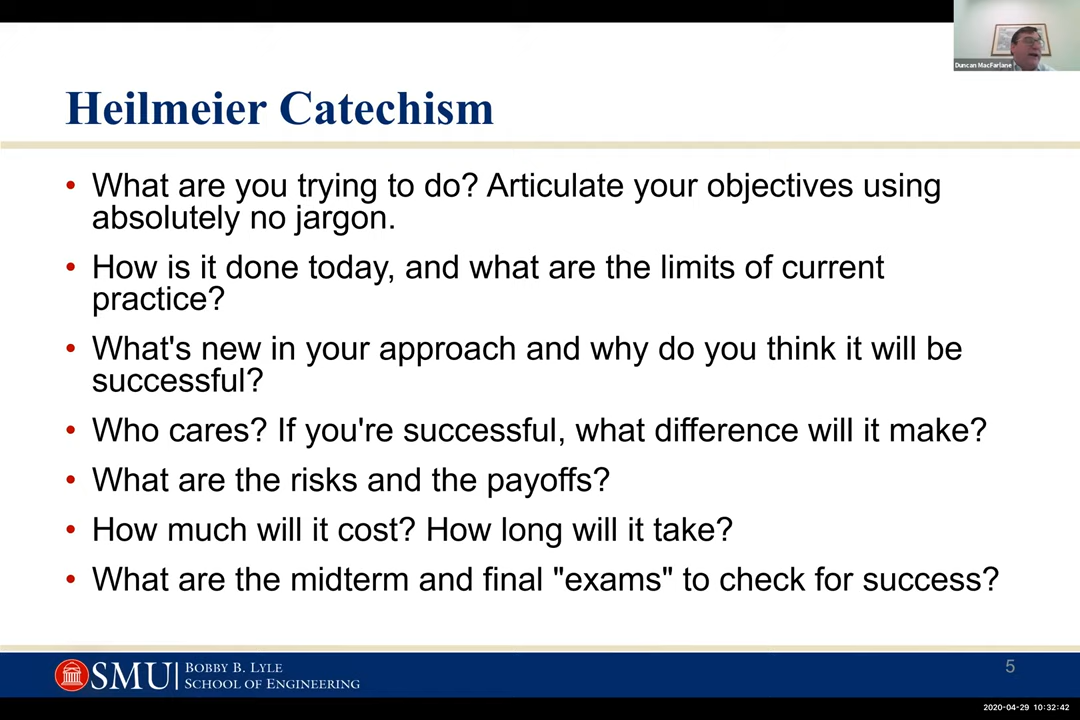 Duncan MacFarlane
Heilmeier Catechism
• What are you trying to do? Articulate your objectives using
absolutely no jargon.
• How is it done today, and what are the limits of current
practice?
• What's new in your approach and why do you think it will be
successful?
• Who cares? If you're successful, what difference will it make?
• What are the risks and the payoffs?
• How much will it cost? How long will it take?
• What are the midterm and final "exams" to check for success?
SMU
BOBBY B. LYLE
SCHOOL OF ENGINEERING
5
2020-04-29 10:32:42